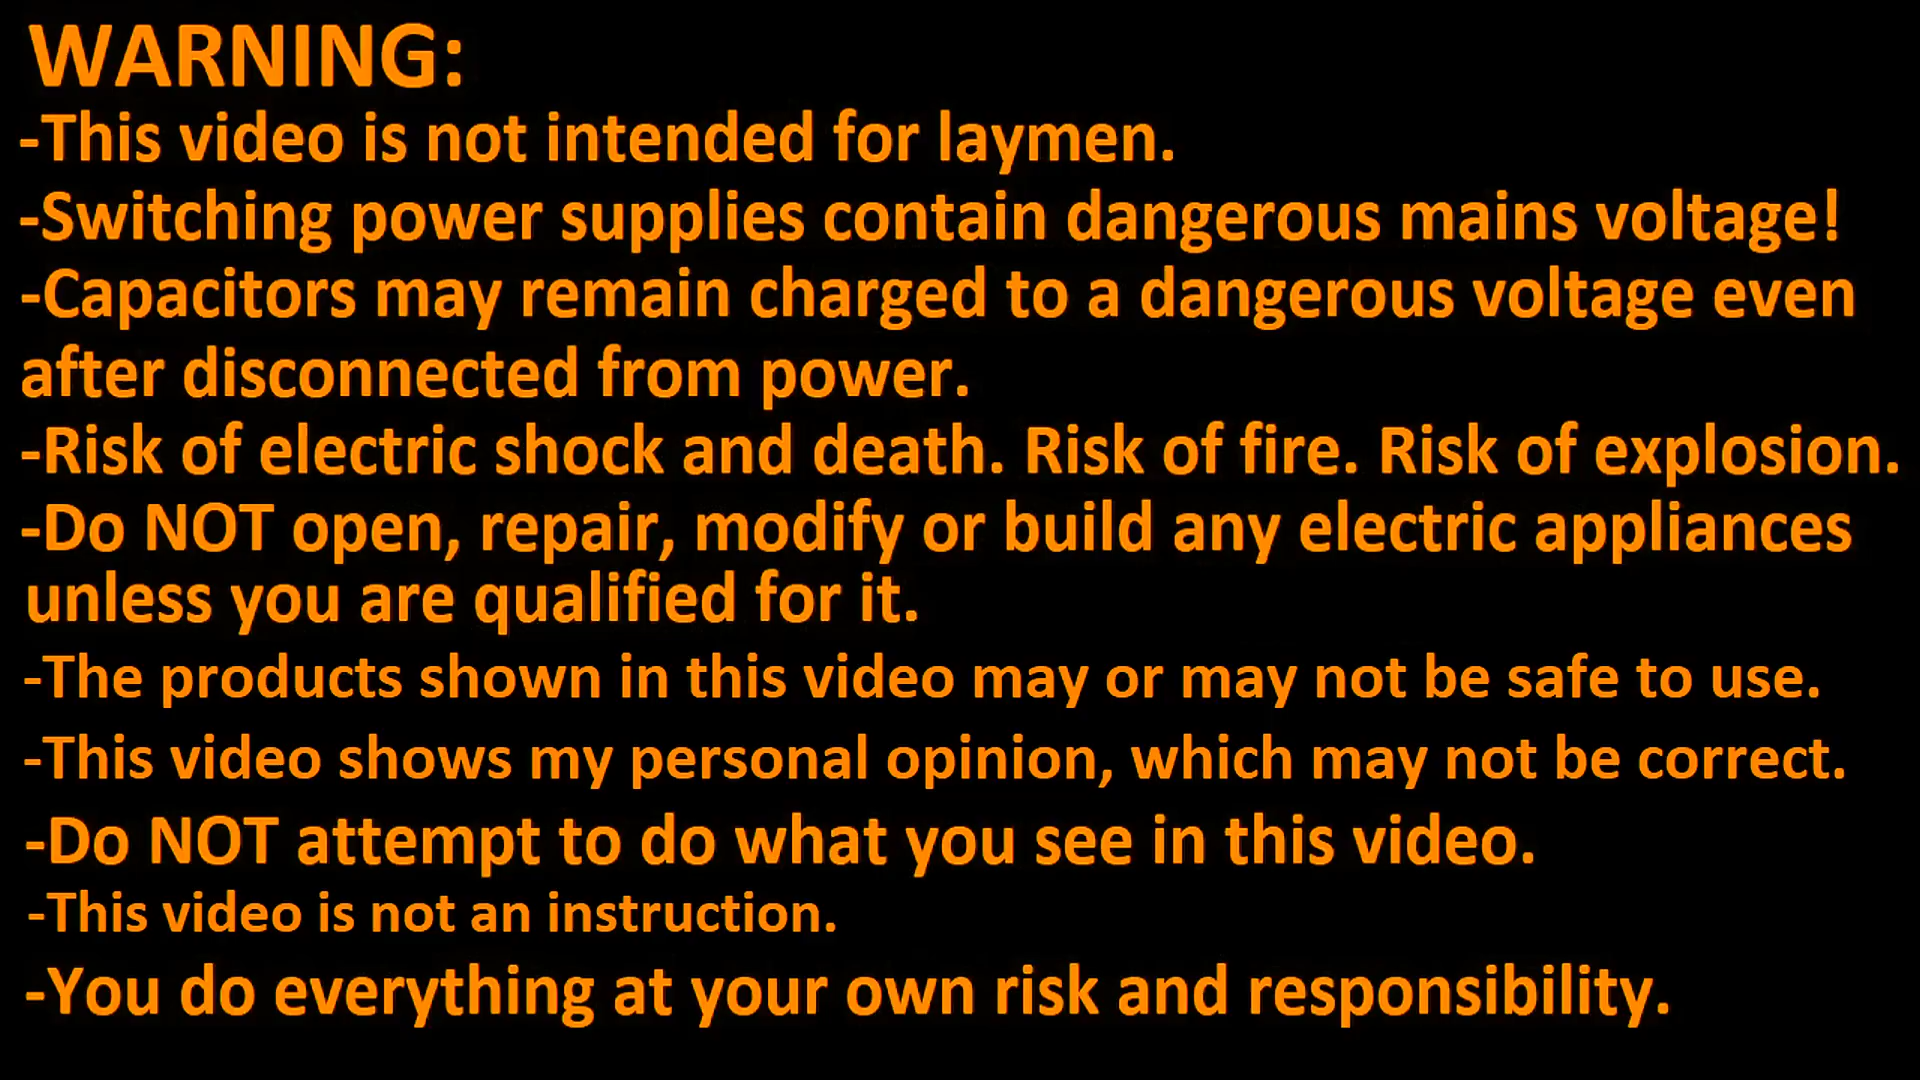 WARNING:
-This video is not intended for laymen.
-Switching power supplies contain dangerous mains voltage!
-Capacitors may remain charged to a dangerous voltage even
after disconnected from power.
-Risk of electric shock and death. Risk of fire. Risk of explosion.
-Do NOT open, repair, modify or build any electric appliances
unless you are qualified for it.
-The products shown in this video may or may not be safe to use.
-This video shows my personal opinion, which may not be correct.
-Do NOT attempt to do what you see in this video.
-This video is not an instruction.
-You do everything at your own risk and responsibility.